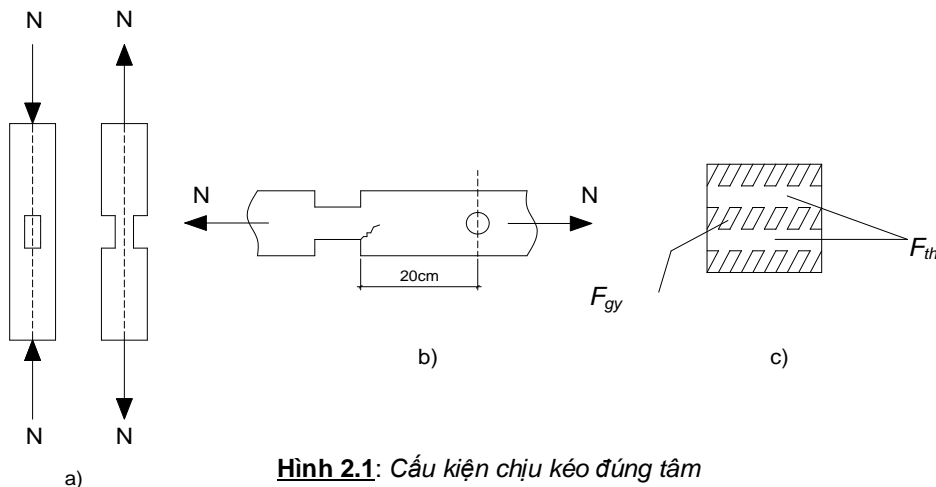 N N
N N
20cm
F_gy
F_th
N N
a)
b)
c)
Hình 2.1: Cấu kiện chịu kéo đúng tâm